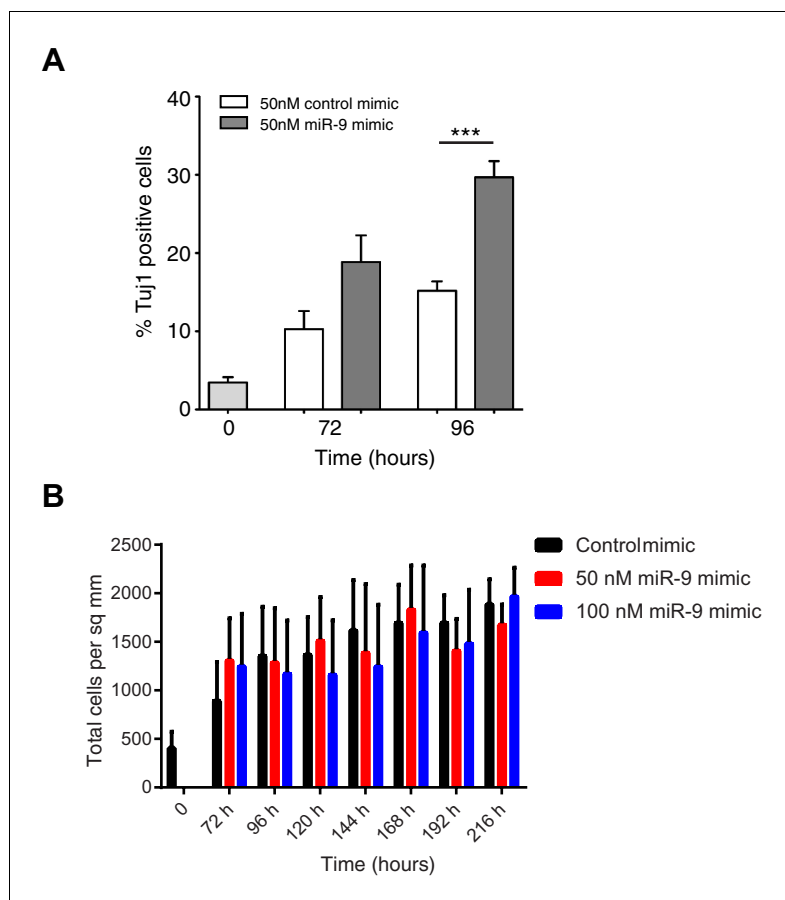 A
40
30
20
10
0
% Tuj1 positive cells
50nM control mimic
50nM miR-9 mimic
***
0
72
96
Time (hours)
B
2500
2000
1500
1000
500
0
Total cells per sq mm
Controlmimic
50 nM miR-9 mimic
100 nM miR-9 mimic
0
72 h
96 h
120 h
144 h
168 h
192 h
216 h
Time (hours)